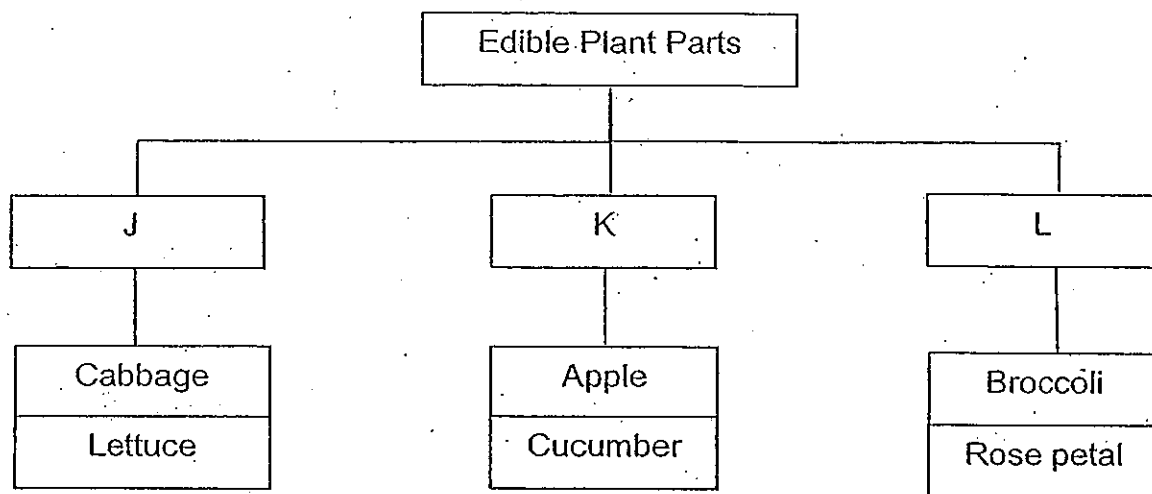 Edible Plant Parts
J
K
L
Cabbage
Lettuce
Apple
Cucumber
Broccoli
Rose petal